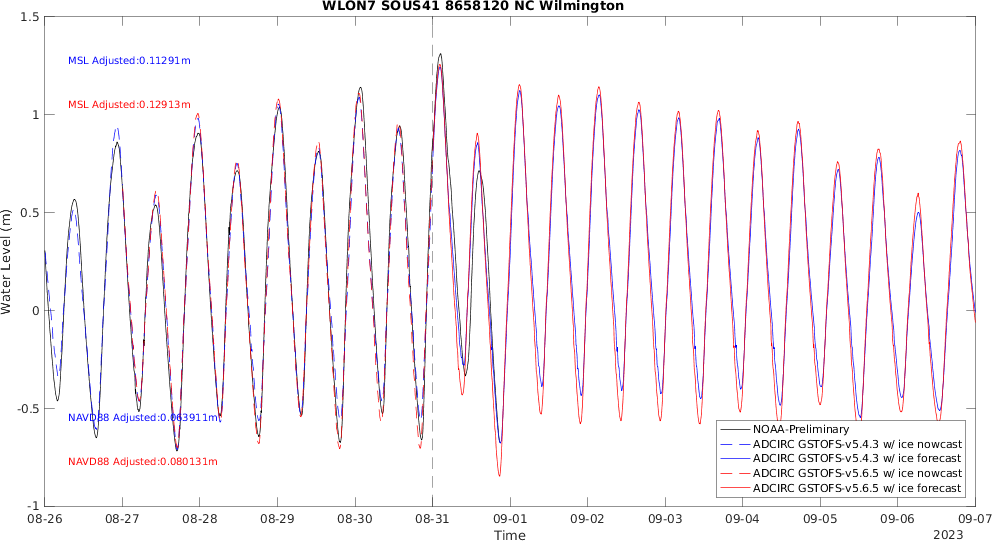 WLON7 SOUS41 8658120 NC Wilmington
1.5
MSL Adjusted:0.11291m
MSL Adjusted:0.12913m
1
0.5
Water Level (m)
0
-0.5
NAVD88 Adjusted:0.063911m
NAVD88 Adjusted:0.080131m
-1
NOAA-Preliminary
ADCIRC GSTOFS-v5.4.3 w/ ice nowcast
ADCIRC GSTOFS-v5.4.3 w/ ice forecast
ADCIRC GSTOFS-v5.6.5 w/ ice nowcast
ADCIRC GSTOFS-v5.6.5 w/ ice forecast
08-26 08-27 08-28 08-29 08-30 08-31 09-01 09-02 09-03 09-04 09-05 09-06 09-07
Time
2023